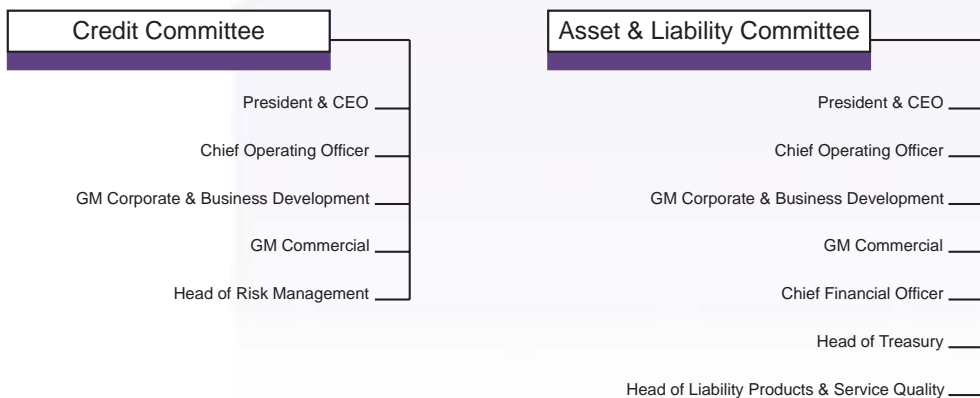 Credit Committee
President & CEO
Chief Operating Officer
GM Corporate & Business Development
GM Commercial
Head of Risk Management
Asset & Liability Committee
President & CEO
Chief Operating Officer
GM Corporate & Business Development
GM Commercial
Chief Financial Officer
Head of Treasury
Head of Liability Products & Service Quality